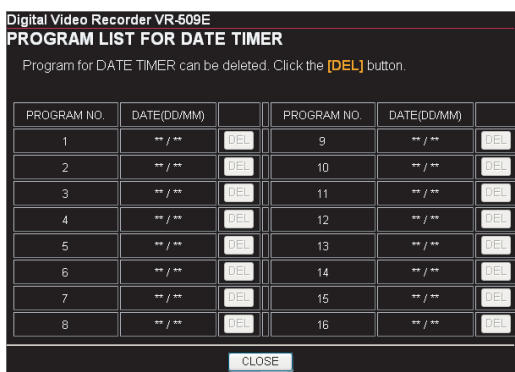 Digital Video Recorder VR-509E
PROGRAM LIST FOR DATE TIMER
Program for DATE TIMER can be deleted. Click the [DEL] button.
PROGRAM NO. DATE(DD/MM) PROGRAM NO. DATE(DD/MM)
1 ** / ** DEL 9 ** / ** DEL
2 ** / ** DEL 10 ** / ** DEL
3 ** / ** DEL 11 ** / ** DEL
4 ** / ** DEL 12 ** / ** DEL
5 ** / ** DEL 13 ** / ** DEL
6 ** / ** DEL 14 ** / ** DEL
7 ** / ** DEL 15 ** / ** DEL
8 ** / ** DEL 16 ** / ** DEL
CLOSE